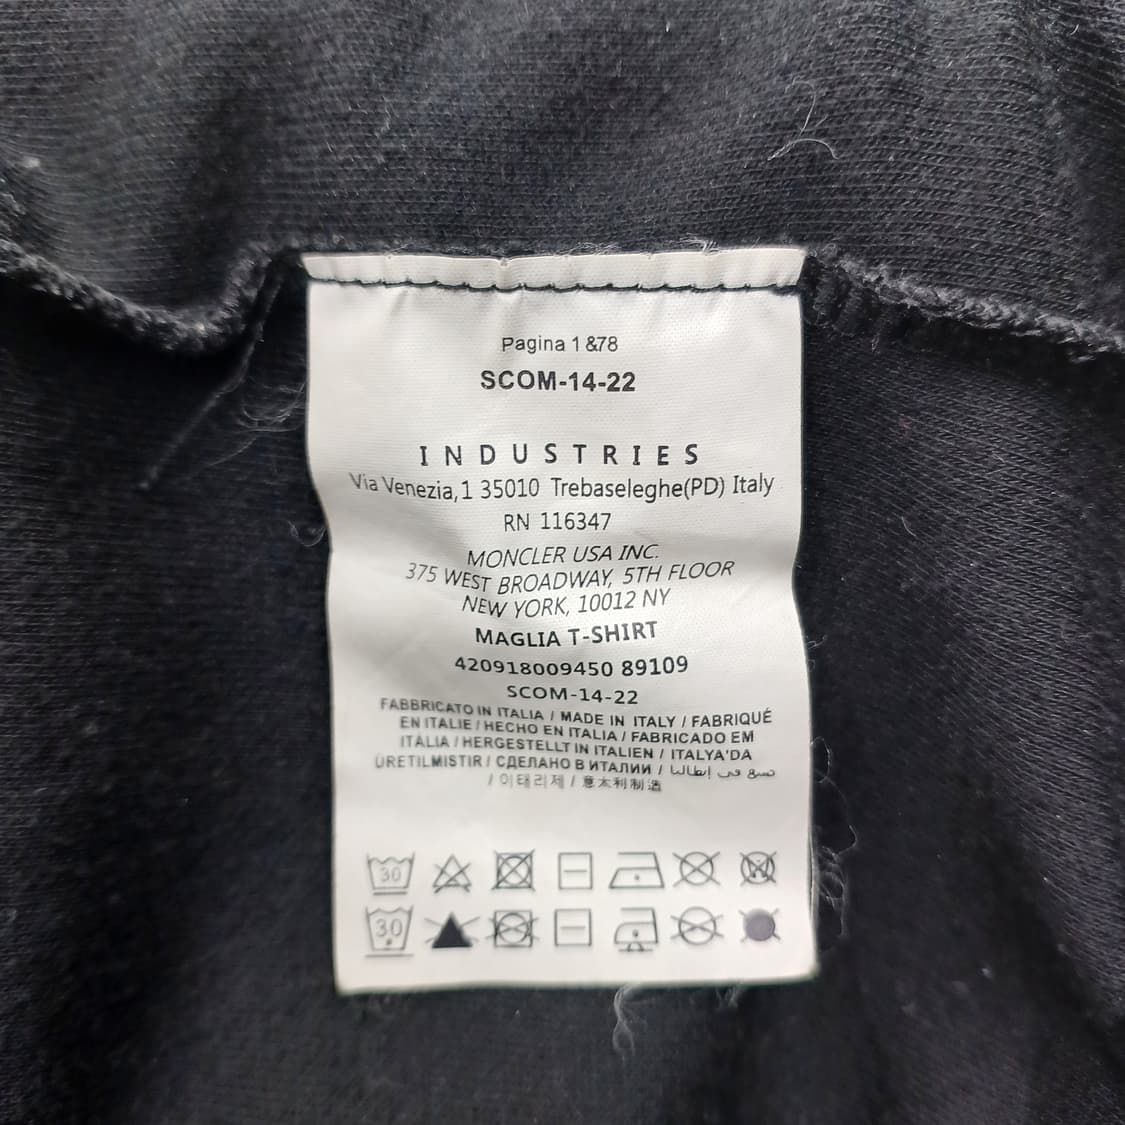 Pagina 1 &78
SCOM-14-22
INDUSTRIES
Via Venezia,1 35010 Trebaseleghe(PD) Italy
RN 116347
MONCLER USA INC.
375 WEST BROADWAY, 5TH FLOOR
NEW YORK, 10012 NY
MAGLIA T-SHIRT
420918009450 89109
SCOM-14-22
FABBRICATO IN ITALIA / MADE IN ITALY / FABRIQUÉ
EN ITALIE / HECHO EN ITALIA / FABRICADO EM
ITALIA / HERGESTELLT IN ITALIEN / ITALYA'DA
ÜRETILMISTIR / СДЕЛАНО В ИТАЛИИ / في إيطاليا
/ 이태리제 / 意太利制造
30
W
30